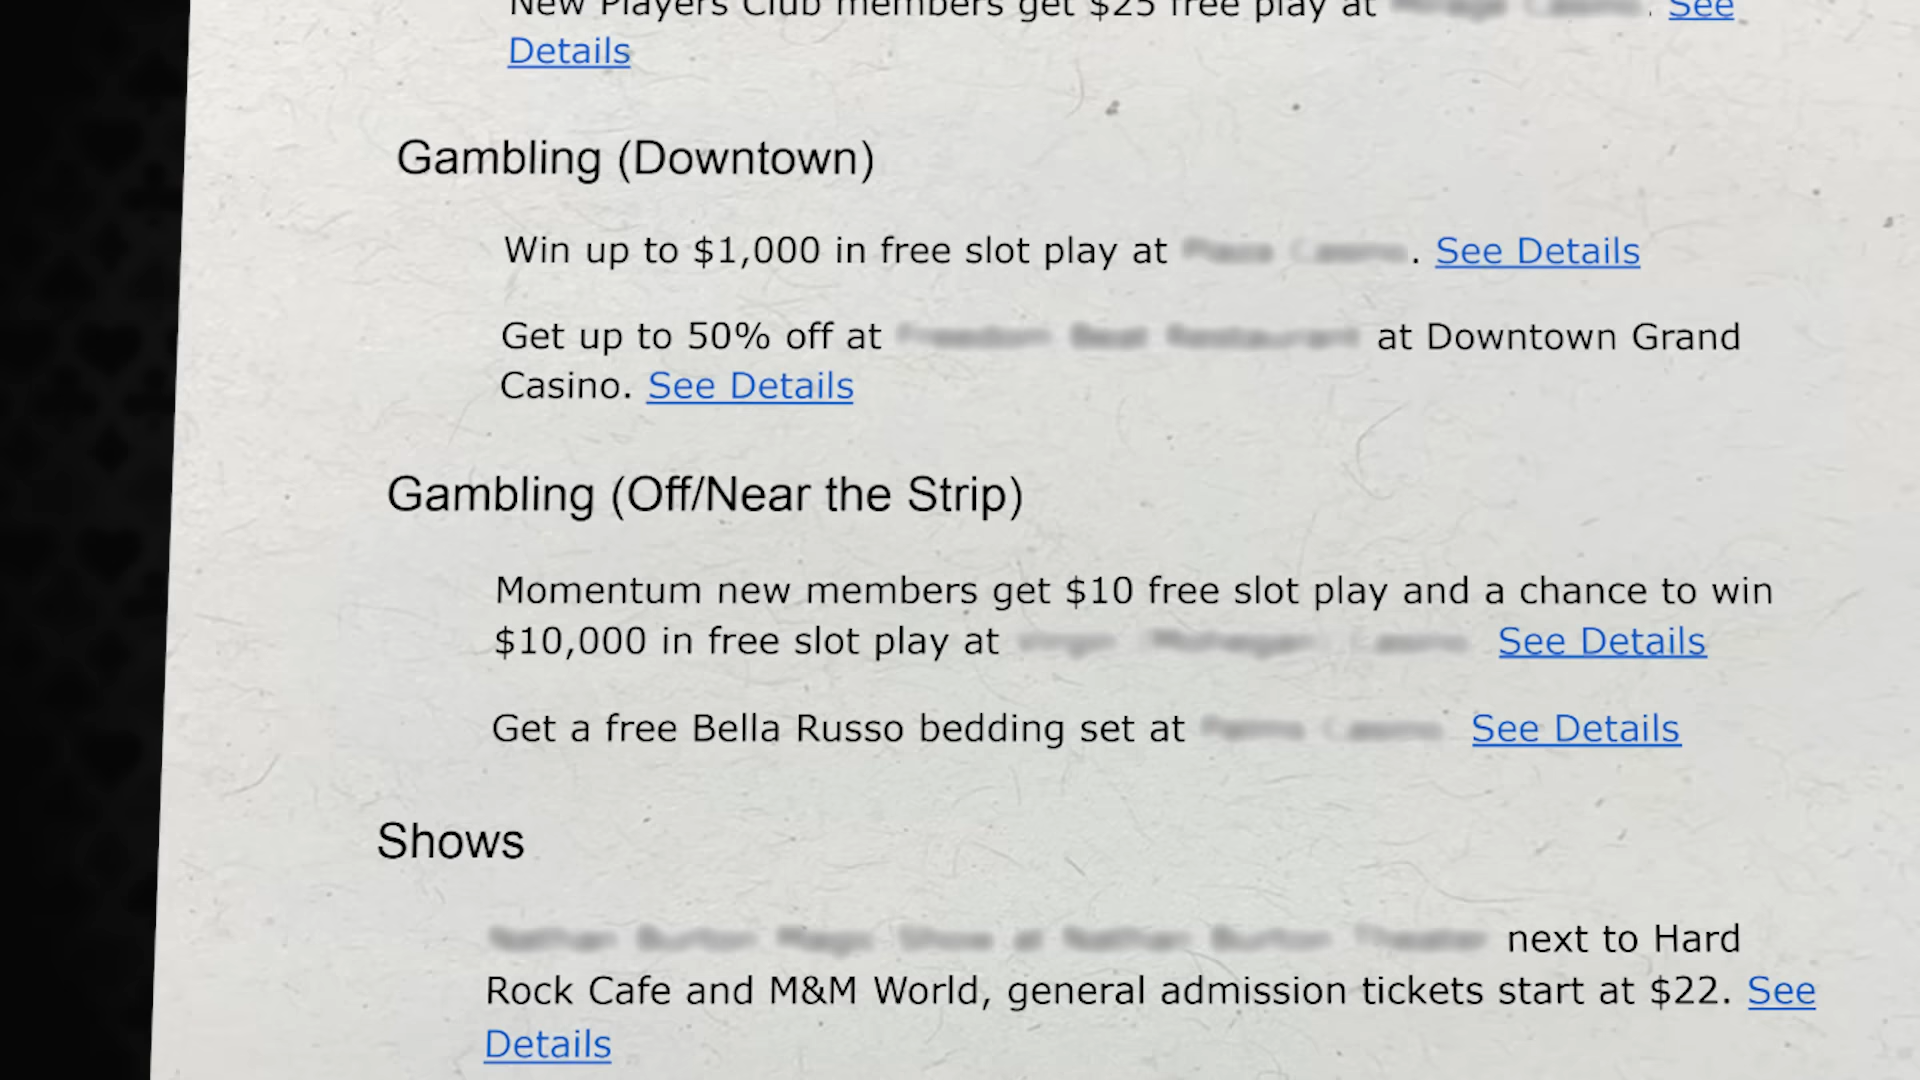 New Players Club members get $25 free play at . See
Details
Gambling (Downtown)
Win up to $1,000 in free slot play at . See Details
Get up to 50% off at at Downtown Grand
Casino. See Details
Gambling (Off/Near the Strip)
Momentum new members get $10 free slot play and a chance to win
$10,000 in free slot play at See Details
Get a free Bella Russo bedding set at See Details
Shows
next to Hard
Rock Cafe and M&M World, general admission tickets start at $22. See
Details